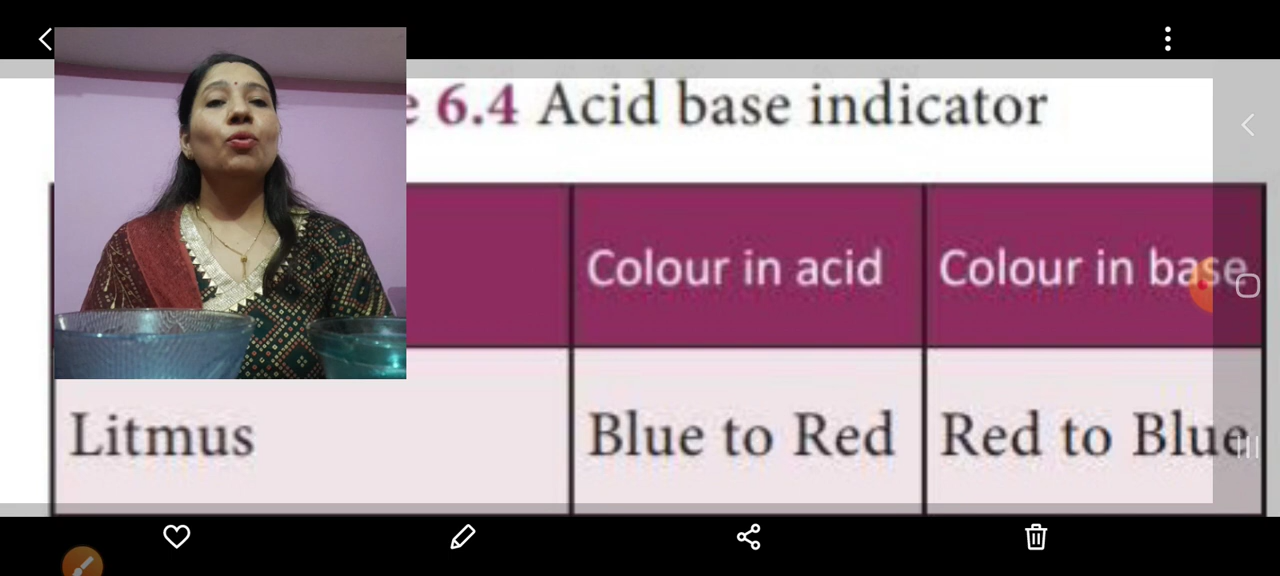 6.4 Acid base indicator
Colour in acid
Colour in base
Litmus
Blue to Red
Red to Blue